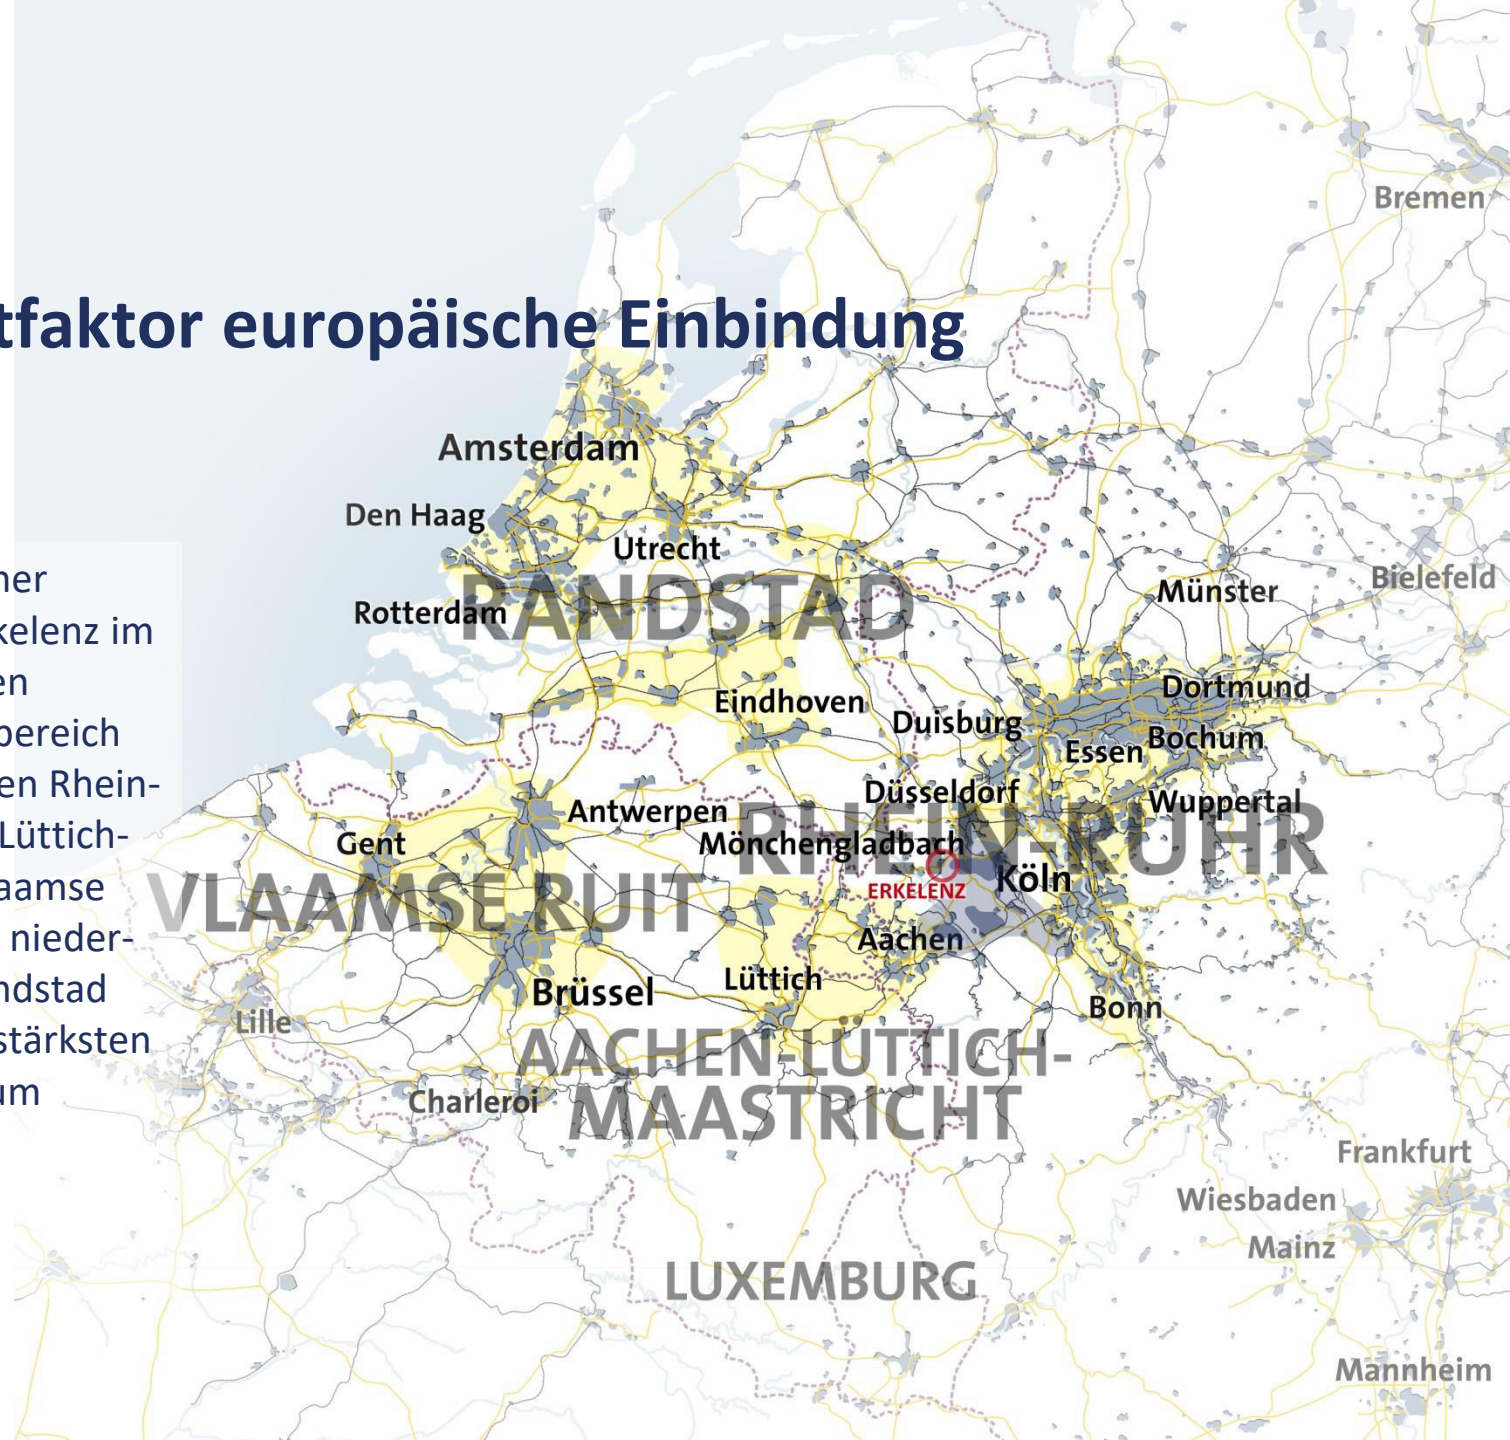 Bremen
tfaktor europäische Einbindung
Amsterdam
Den Haag
Utrecht
RANDSTAD
Rotterdam
Münster
Bielefeld
ner
kelenz im
en
bereich
en Rhein-
Lüttich-
laamse
nieder-
ndstad
stärksten
um
Dortmund
Eindhoven
Duisburg
Bochum
Essen
Düsseldorf
Wuppertal
Antwerpen
RHEIN-RUHR
Gent
Mönchengladbach
Köln
ERKELENZ
VLAAMSE RUIT
Aachen
Lüttich
Brüssel
Bonn
Lille
AACHEN-LÜTTICH-
MAASTRICHT
Charleroi
Frankfurt
Wiesbaden
Mainz
LUXEMBURG
Mannheim